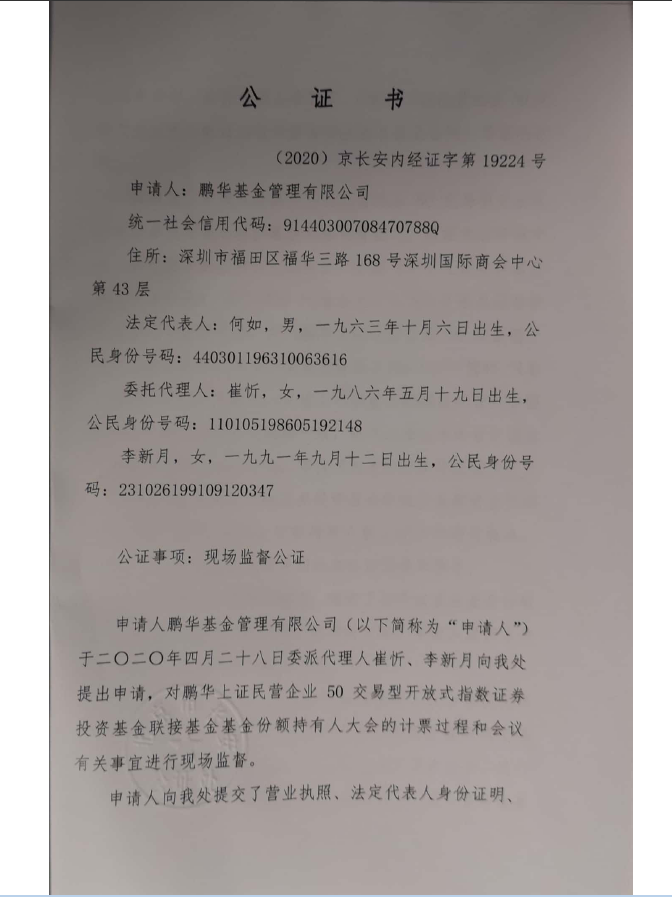 公 证 书
（2020）京长安内经证字第 19224 号
申请人：鹏华基金管理有限公司
统一社会信用代码：91440300708470788Q
住所：深圳市福田区福华三路 168 号深圳国际商会中心
第 43 层
法定代表人：何如，男，一九六三年十月六日出生，公
民身份号码：440301196310063616
委托代理人：崔忻，女，一九八六年五月十九日出生，
公民身份号码：110105198605192148
李新月，女，一九九一年九月十二日出生，公民身份号
码：231026199109120347
公证事项：现场监督公证
申请人鹏华基金管理有限公司（以下简称为“申请人”）
于二〇二〇年四月二十八日委派代理人崔忻、李新月向我处
提出申请，对鹏华上证民营企业 50 交易型开放式指数证券
投资基金联接基金基金份额持有人大会的计票过程和会议
有关事宜进行现场监督。
申请人向我处提交了营业执照、法定代表人身份证明、